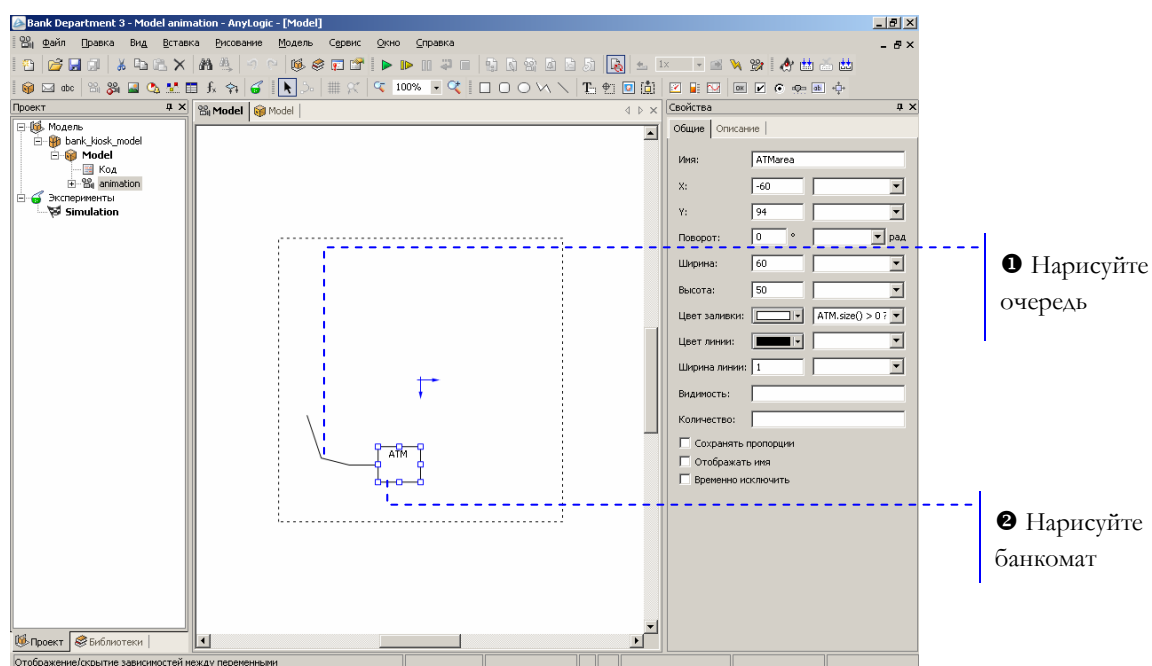 Bank Department 3 - Model animation - AnyLogic - [Model]
Файл Правка Вид Вставка Рисование Модель Сервис Окно Справка
1x
abc 100%
Проект
Модель
bank_kiosk_model
Model
Код
animation
Эксперименты
Simulation
Проект Библиотеки
Model Model
ATM
Свойства
Общие Описание
Имя: ATMarea
X: -60
Y: 94
Поворот: 0 ° рад
Ширина: 60
Высота: 50
Цвет заливки: ATM.size() > 0 ?
Цвет линии:
Ширина линии: 1
Видимость:
Количество:
Сохранять пропорции
Отображать имя
Временно исключить
Отображение/скрытие зависимостей между переменными
❶ Нарисуйте
очередь
❷ Нарисуйте
банкомат